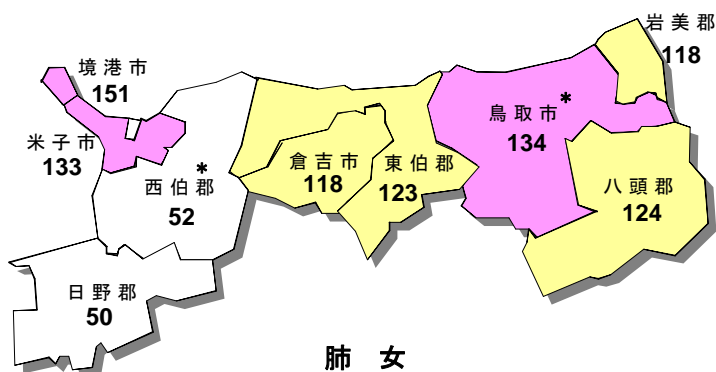 岩美郡
118
境港市
151
鳥取市*
134
米子市
133
*
西伯郡
52
倉吉市
118
東伯郡
123
八頭郡
124
日野郡
50
肺 女